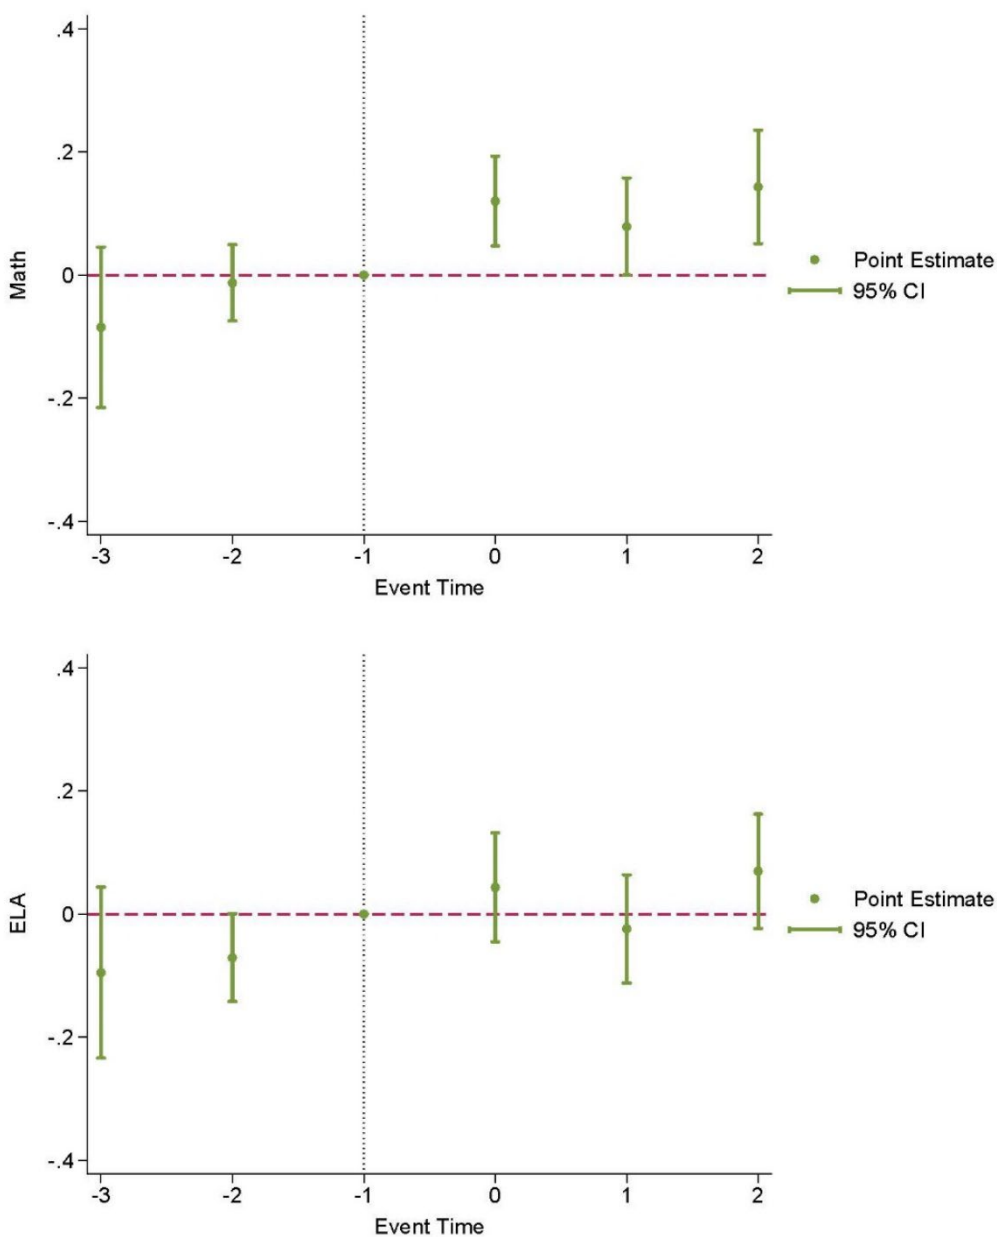 .4
.2
0
-.2
-.4
Math
-3 -2 -1 0 1 2
Event Time
Point Estimate
95% CI
.4
.2
0
-.2
-.4
ELA
-3 -2 -1 0 1 2
Event Time
Point Estimate
95% CI